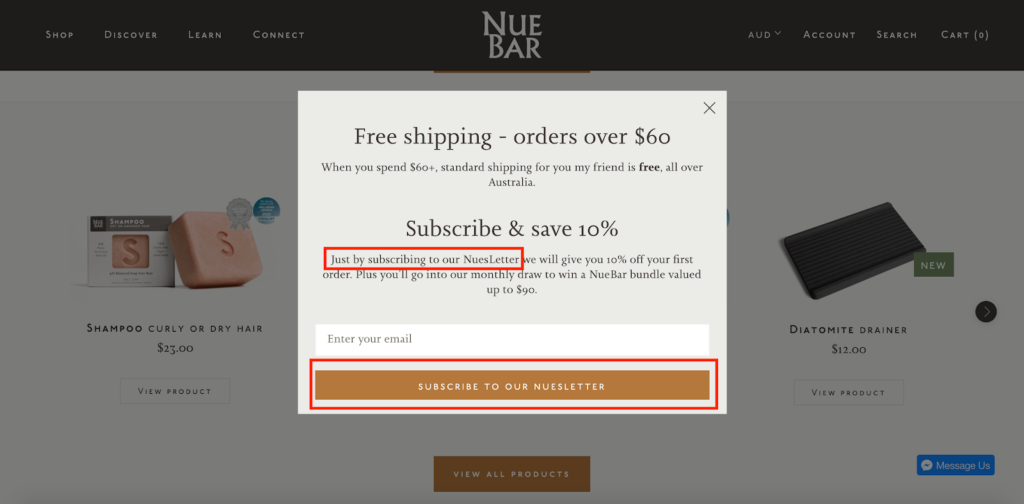 Shop Discover Learn Connect
NUE
BAR
AUD Account Search Cart (0)
Free shipping - orders over $60
When you spend $60+, standard shipping for you my friend is free, all over
Australia.
Subscribe & save 10%
Just by subscribing to our NuesLetter we will give you 10% off your first
order. Plus you'll go into our monthly draw to win a NueBar bundle valued
up to $90.
Enter your email
SUBSCRIBE TO OUR NUESLETTER
SHAMPOO
S
S
Shampoo curly or dry hair
$23.00
View product
NEW
Diatomite drainer
$12.00
View product
VIEW ALL PRODUCTS
Message Us